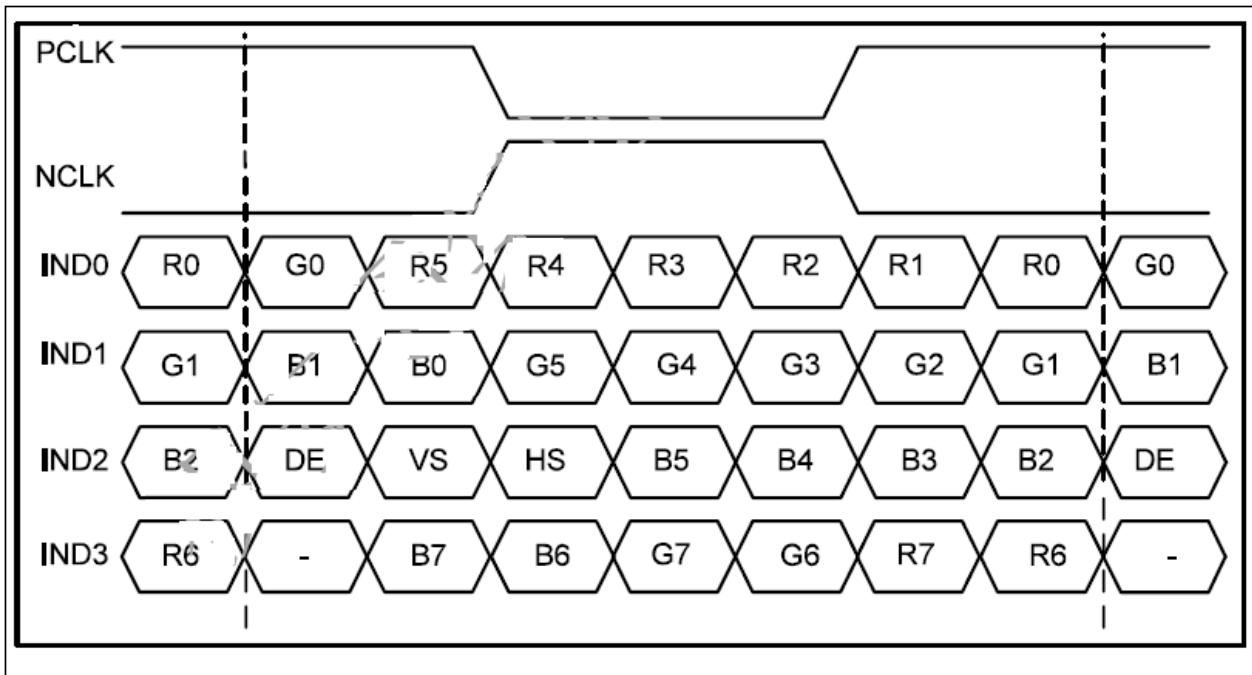 PCLK
NCLK
IND0 R0 G0 R5 R4 R3 R2 R1 R0 G0
IND1 G1 B1 B0 G5 G4 G3 G2 G1 B1
IND2 B2 DE VS HS B5 B4 B3 B2 DE
IND3 R6 - B7 B6 G7 G6 R7 R6 -